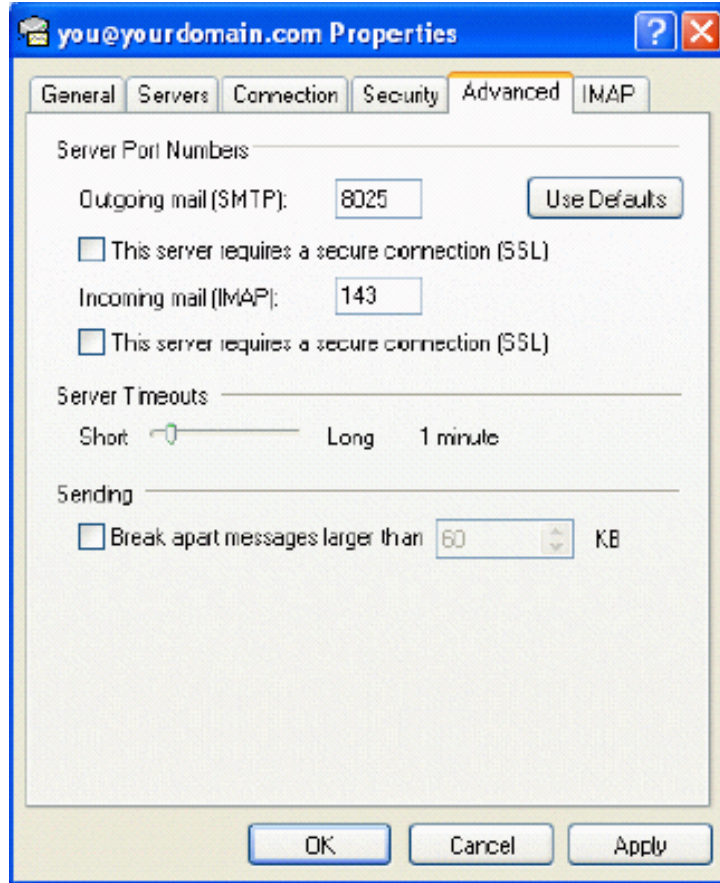 you@yourdomain.com Properties
General Servers Connection Security Advanced IMAP
Server Port Numbers
Outgoing mail (SMTP): 8025 Use Defaults
This server requires a secure connection (SSL)
Incoming mail (IMAP): 143
This server requires a secure connection (SSL)
Server Timeouts
Short Long 1 minute
Sending
Break apart messages larger than 60 KB
OK Cancel Apply